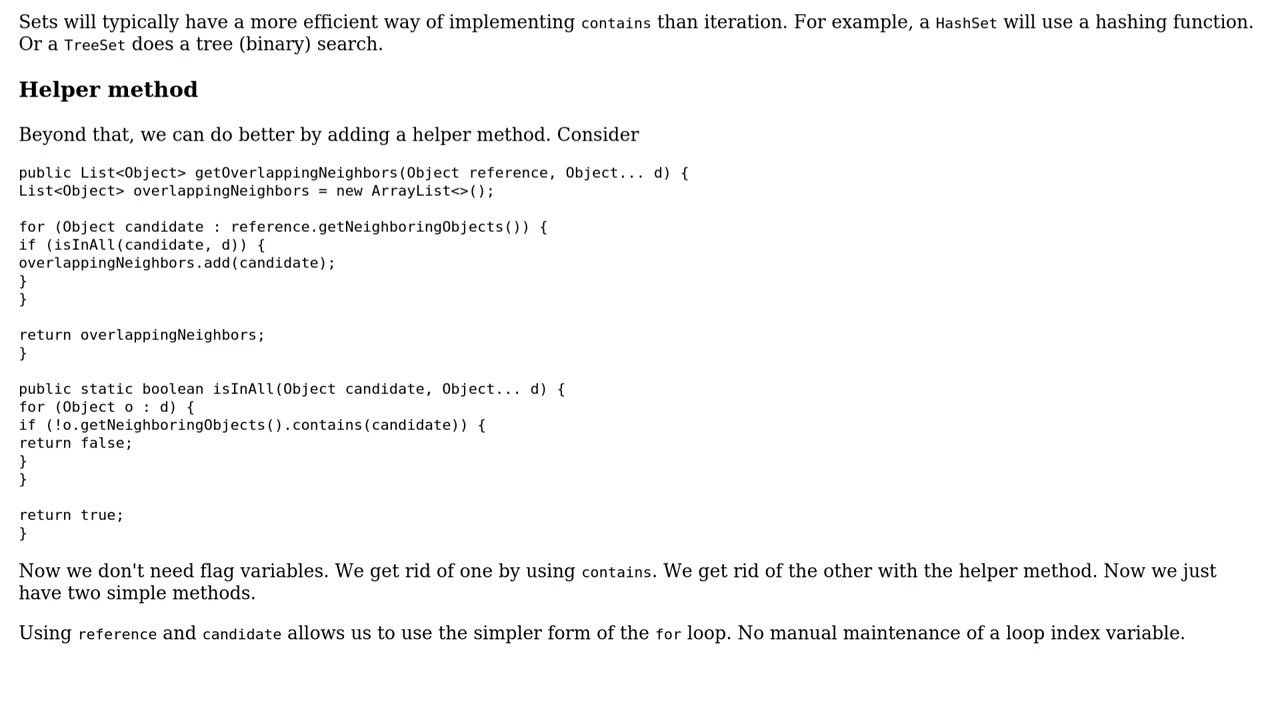 Sets will typically have a more efficient way of implementing contains than iteration. For example, a HashSet will use a hashing function.
Or a TreeSet does a tree (binary) search.
Helper method
Beyond that, we can do better by adding a helper method. Consider
public List<Object> getOverlappingNeighbors(Object reference, Object... d) {
List<Object> overlappingNeighbors = new ArrayList<>();
for (Object candidate : reference.getNeighboringObjects()) {
if (isInAll(candidate, d)) {
overlappingNeighbors.add(candidate);
}
}
return overlappingNeighbors;
}
public static boolean isInAll(Object candidate, Object... d) {
for (Object o : d) {
if (!o.getNeighboringObjects().contains(candidate)) {
return false;
}
}
return true;
}
Now we don't need flag variables. We get rid of one by using contains. We get rid of the other with the helper method. Now we just
have two simple methods.
Using reference and candidate allows us to use the simpler form of the for loop. No manual maintenance of a loop index variable.